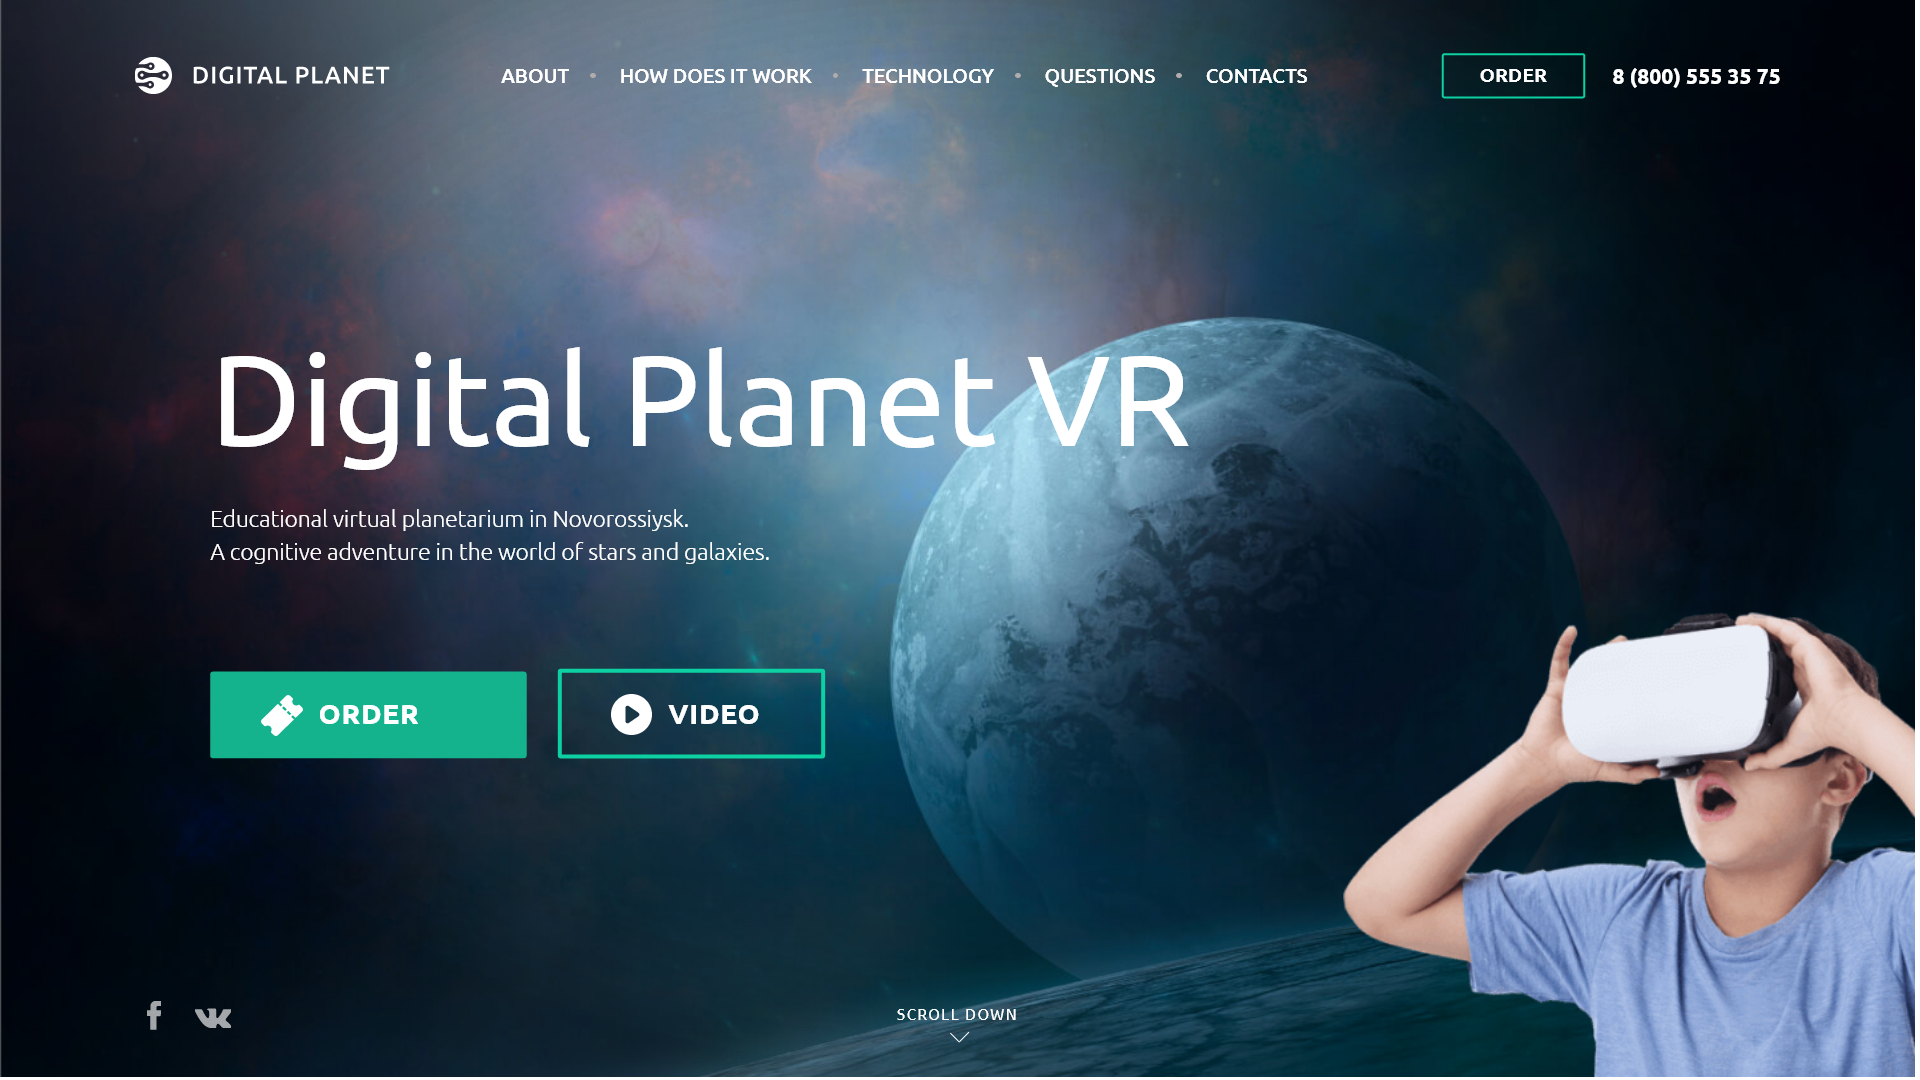 DIGITAL PLANET
ABOUT • HOW DOES IT WORK • TECHNOLOGY • QUESTIONS • CONTACTS
ORDER
8 (800) 555 35 75
Digital Planet VR
Educational virtual planetarium in Novorossiysk.
A cognitive adventure in the world of stars and galaxies.
ORDER
VIDEO
SCROLL DOWN